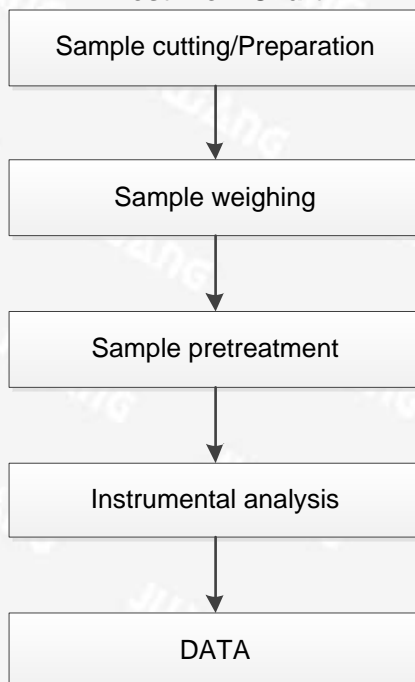 Sample cutting/Preparation
Sample weighing
Sample pretreatment
Instrumental analysis
DATA